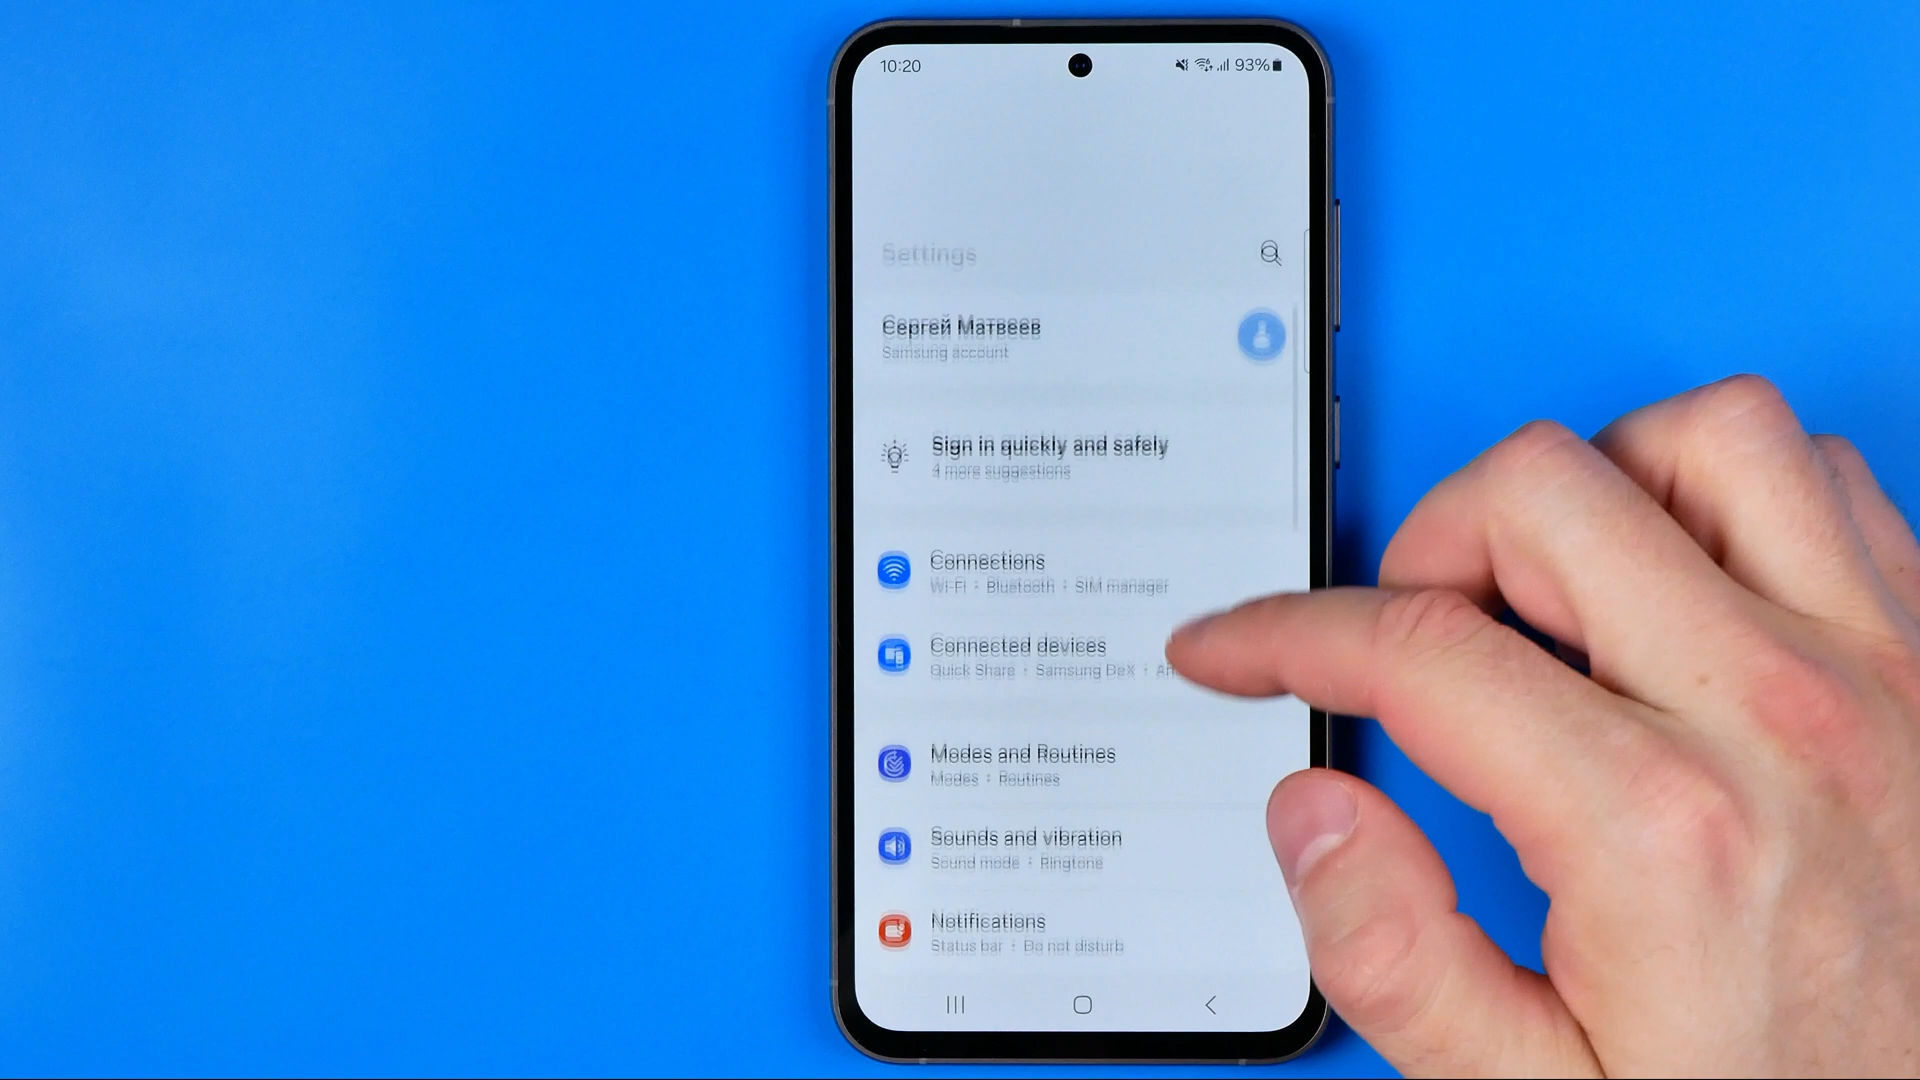 10:20
93%
Settings
Сергей Матвеев
Samsung account
Sign in quickly and safely
4 more suggestions
Connections
Wi-Fi • Bluetooth • SIM manager
Connected devices
Quick Share • Samsung DeX •
Modes and Routines
Modes • Routines
Sounds and vibration
Sound mode • Ringtone
Notifications
Status bar • Do not disturb